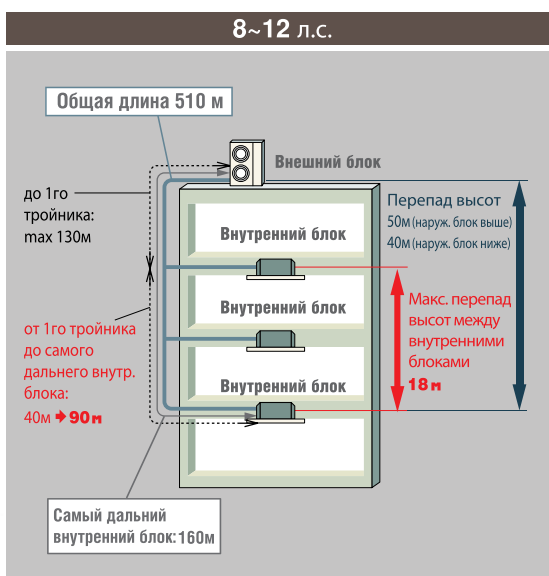 8~12 л.с.
Общая длина 510 м
Внешний блок
до 1го
тройника:
max 130м
Перепад высот
50м (наруж. блок выше)
40м (наруж. блок ниже)
Внутренний блок
Внутренний блок
Внутренний блок
Макс. перепад
высот между
внутренними
блоками
18 м
от 1го тройника
до самого
дальнего внутр.
блока:
40м → 90 м
Самый дальний
внутренний блок: 160м